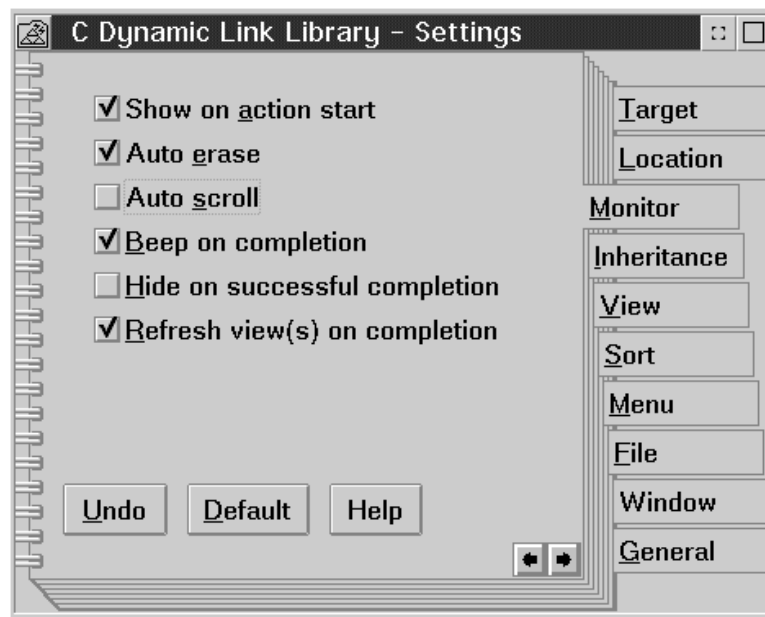 C Dynamic Link Library – Settings
Show on action start
Auto erase
Auto scroll
Beep on completion
Hide on successful completion
Refresh view(s) on completion
Undo Default Help
Target
Location
Monitor
Inheritance
View
Sort
Menu
File
Window
General